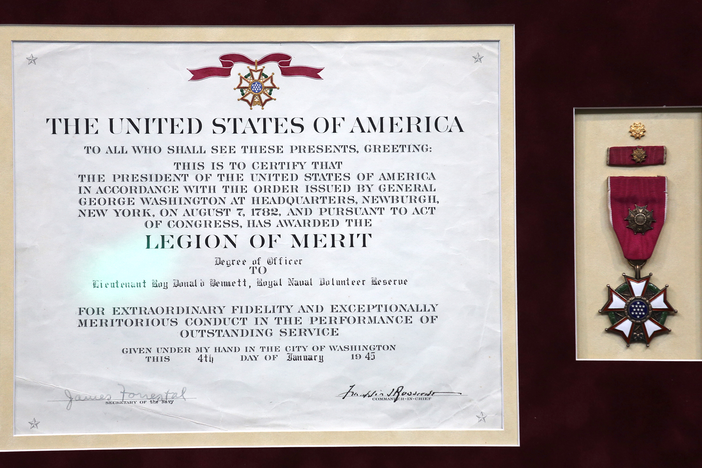 THE UNITED STATES OF AMERICA
TO ALL WHO SHALL SEE THESE PRESENTS, GREETING:
THIS IS TO CERTIFY THAT
THE PRESIDENT OF THE UNITED STATES OF AMERICA
IN ACCORDANCE WITH THE ORDER ISSUED BY GENERAL
GEORGE WASHINGTON AT HEADQUARTERS, NEWBURGH,
NEW YORK, ON AUGUST 7, 1782, AND PURSUANT TO ACT
OF CONGRESS, HAS AWARDED THE
LEGION OF MERIT
Degree of Officer
TO
Lieutenant Roy Donald Bennett, Royal Naval Volunteer Reserve
FOR EXTRAORDINARY FIDELITY AND EXCEPTIONALLY
MERITORIOUS CONDUCT IN THE PERFORMANCE OF
OUTSTANDING SERVICE
GIVEN UNDER MY HAND IN THE CITY OF WASHINGTON
THIS 4th DAY OF January 1945
James Forrestal Franklin D Roosevelt
SECRETARY OF the Navy COMMANDER-IN-CHIEF